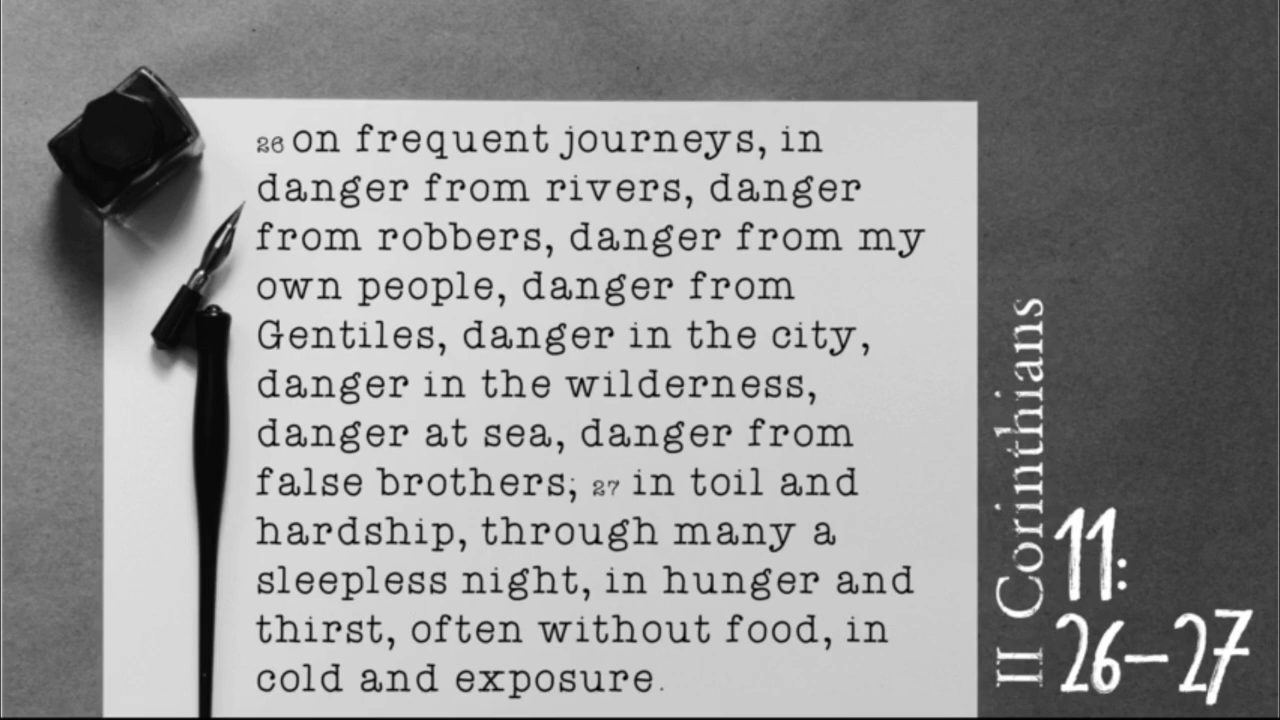 26 on frequent journeys, in
danger from rivers, danger
from robbers, danger from my
own people, danger from
Gentiles, danger in the city,
danger in the wilderness,
danger at sea, danger from
false brothers; 27 in toil and
hardship, through many a
sleepless night, in hunger and
thirst, often without food, in
cold and exposure.
II Corinthians
11:
26–27